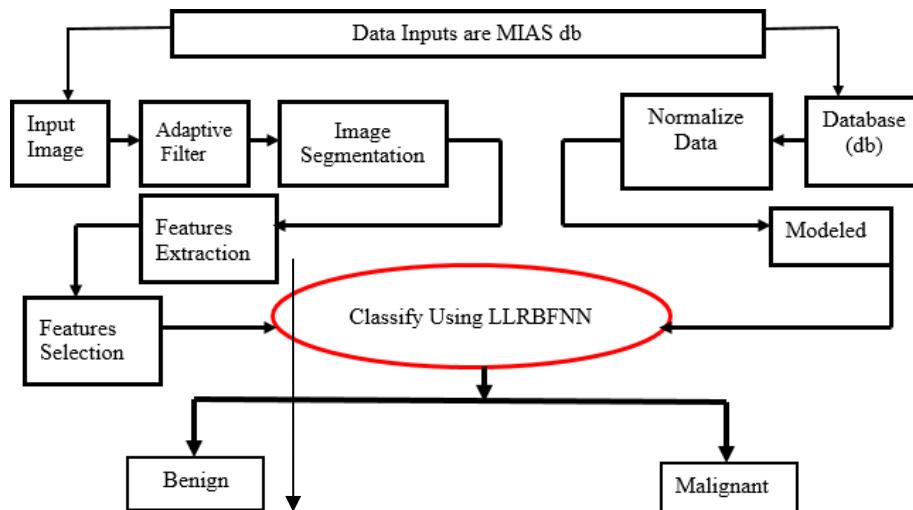 Data Inputs are MIAS db
Input
Image
Adaptive
Filter
Image
Segmentation
Normalize
Data
Database
(db)
Features
Extraction
Modeled
Features
Selection
Classify Using LLRBFNN
Benign
Malignant